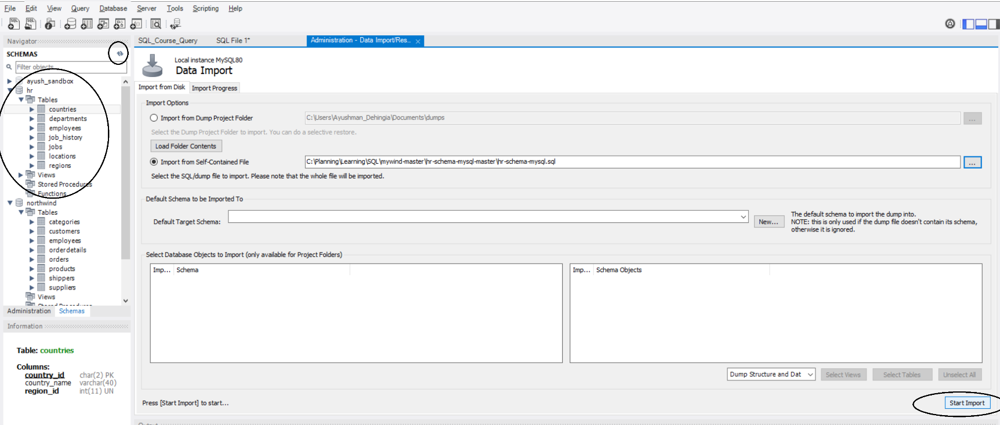 File Edit View Query Database Server Tools Scripting Help
Navigator
SCHEMAS
Filter objects
ayush_sandbox
hr
Tables
countries
departments
employees
job_history
jobs
locations
regions
Views
Stored Procedures
Functions
northwind
Tables
categories
customers
employees
orderdetails
orders
products
shippers
suppliers
Views
Stored Procedures
Administration Schemas
Information
Table: countries
Columns:
country_id char(2) PK
country_name varchar(40)
region_id int(11) UN
SQL_Course_Query SQL File 1* Administration - Data Import/Res... ×
Local instance MySQL80
Data Import
Import from Disk Import Progress
Import Options
Import from Dump Project Folder C:\Users\Ayushman_Dehingia\Documents\dumps ...
Select the Dump Project Folder to import. You can do a selective restore.
Load Folder Contents
Import from Self-Contained File C:\Planning\Learning\SQL\mywind-master\hr-schema-mysql-master\hr-schema-mysql.sql ...
Select the SQL/dump file to import. Please note that the whole file will be imported.
Default Schema to be Imported To
Default Target Schema: New...
The default schema to import the dump into.
NOTE: this is only used if the dump file doesn't contain its schema,
otherwise it is ignored.
Select Database Objects to Import (only available for Project Folders)
Imp... Schema
Imp... Schema Objects
Dump Structure and Dat Select Views Select Tables Unselect All
Press [Start Import] to start... Start Import
Output